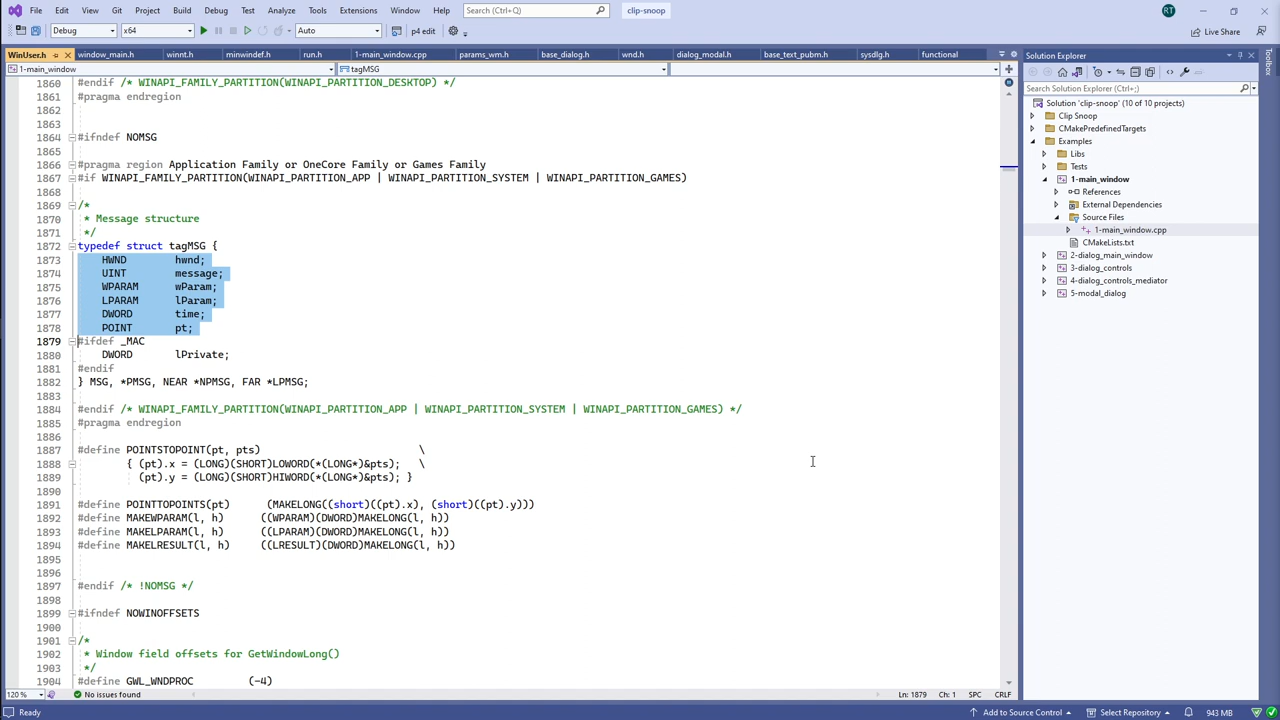 File Edit View Git Project Build Debug Test Analyze Tools Extensions Window Help Search (Ctrl+Q) clip-snoop RT
Debug x64 Auto p4 edit Live Share
WinUser.h window_main.h winnt.h minwindef.h run.h 1-main_window.cpp params_wm.h base_dialog.h wnd.h dialog_modal.h base_text_pubm.h sysdlg.h functional
1-main_window tagMSG
1860 #endif /* WINAPI_FAMILY_PARTITION(WINAPI_PARTITION_DESKTOP) */
1861 #pragma endregion
1862
1863
1864 #ifndef NOMSG
1865
1866 #pragma region Application Family or OneCore Family or Games Family
1867 #if WINAPI_FAMILY_PARTITION(WINAPI_PARTITION_APP | WINAPI_PARTITION_SYSTEM | WINAPI_PARTITION_GAMES)
1868
1869 /*
1870 * Message structure
1871 */
1872 typedef struct tagMSG {
1873 HWND hwnd;
1874 UINT message;
1875 WPARAM wParam;
1876 LPARAM lParam;
1877 DWORD time;
1878 POINT pt;
1879 #ifdef _MAC
1880 DWORD lPrivate;
1881 #endif
1882 } MSG, *PMSG, NEAR *NPMSG, FAR *LPMSG;
1883
1884 #endif /* WINAPI_FAMILY_PARTITION(WINAPI_PARTITION_APP | WINAPI_PARTITION_SYSTEM | WINAPI_PARTITION_GAMES) */
1885 #pragma endregion
1886
1887 #define POINTSTOPOINT(pt, pts) \
1888 { (pt).x = (LONG)(SHORT)LOWORD(*(LONG*)&pts); \
1889 (pt).y = (LONG)(SHORT)HIWORD(*(LONG*)&pts); }
1890
1891 #define POINTTOPOINTS(pt) (MAKELONG((short)((pt).x), (short)((pt).y)))
1892 #define MAKEWPARAM(l, h) ((WPARAM)(DWORD)MAKELONG(l, h))
1893 #define MAKELPARAM(l, h) ((LPARAM)(DWORD)MAKELONG(l, h))
1894 #define MAKELRESULT(l, h) ((LRESULT)(DWORD)MAKELONG(l, h))
1895
1896
1897 #endif /* !NOMSG */
1898
1899 #ifndef NOWINOFFSETS
1900
1901 /*
1902 * Window field offsets for GetWindowLong()
1903 */
1904 #define GWL_WNDPROC (-4)
120 % No issues found Ln: 1879 Ch: 1 SPC CRLF
Solution Explorer
Search Solution Explorer (Ctrl+;)
Solution 'clip-snoop' (10 of 10 projects)
Clip Snoop
CMakePredefinedTargets
Examples
Libs
Tests
1-main_window
References
External Dependencies
Source Files
1-main_window.cpp
CMakeLists.txt
2-dialog_main_window
3-dialog_controls
4-dialog_controls_mediator
5-modal_dialog
Toolbox
Ready Add to Source Control Select Repository 943 MB